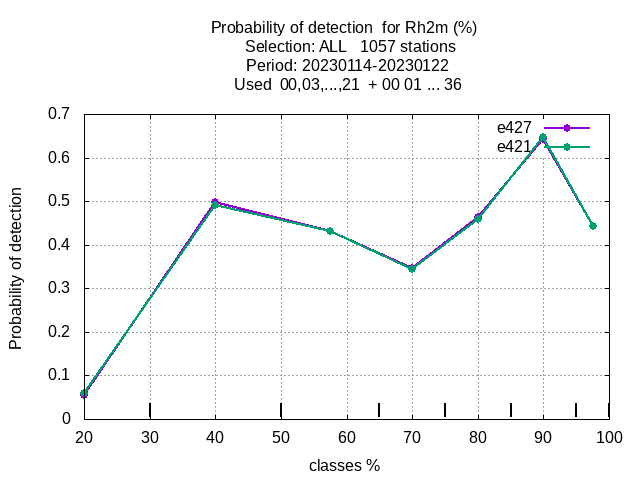 Probability of detection  for Rh2m (%)
Selection: ALL   1057 stations
Period: 20230114-20230122
Used  00,03,...,21  + 00 01 ... 36
e427
e421
0.7
0.6
0.5
0.4
0.3
0.2
0.1
0
Probability of detection
20 30 40 50 60 70 80 90 100
classes %